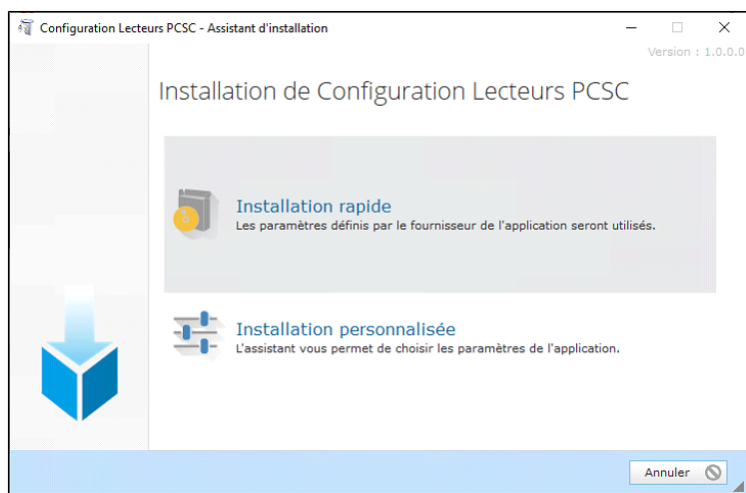 Configuration Lecteurs PCSC - Assistant d'installation
Version : 1.0.0.0
Installation de Configuration Lecteurs PCSC
Installation rapide
Les paramètres définis par le fournisseur de l'application seront utilisés.
Installation personnalisée
L'assistant vous permet de choisir les paramètres de l'application.
Annuler